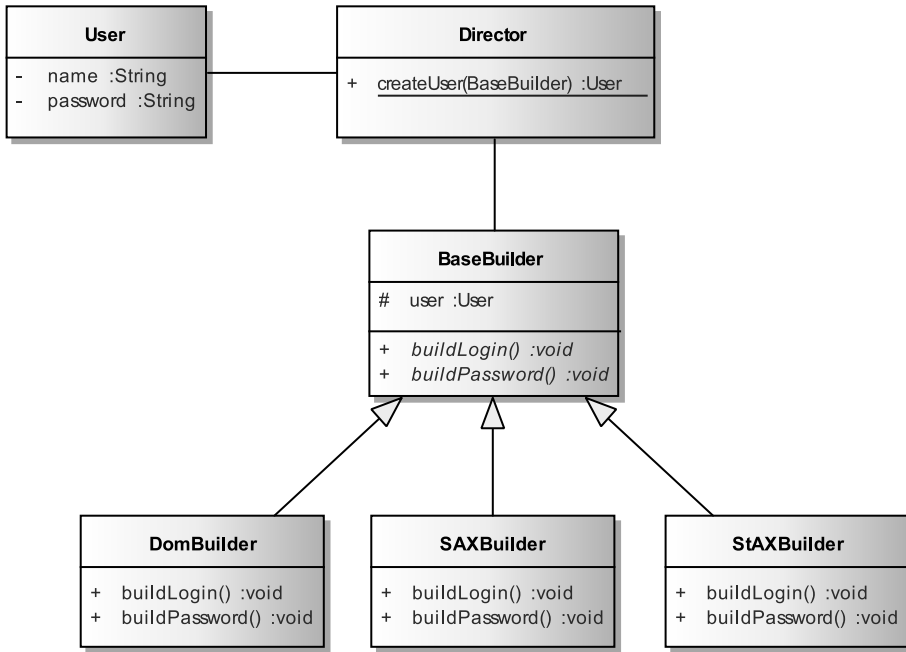 User
- name :String
- password :String
Director
+ createUser(BaseBuilder) :User
BaseBuilder
# user :User
+ buildLogin() :void
+ buildPassword() :void
DomBuilder
+ buildLogin() :void
+ buildPassword() :void
SAXBuilder
+ buildLogin() :void
+ buildPassword() :void
StAXBuilder
+ buildLogin() :void
+ buildPassword() :void